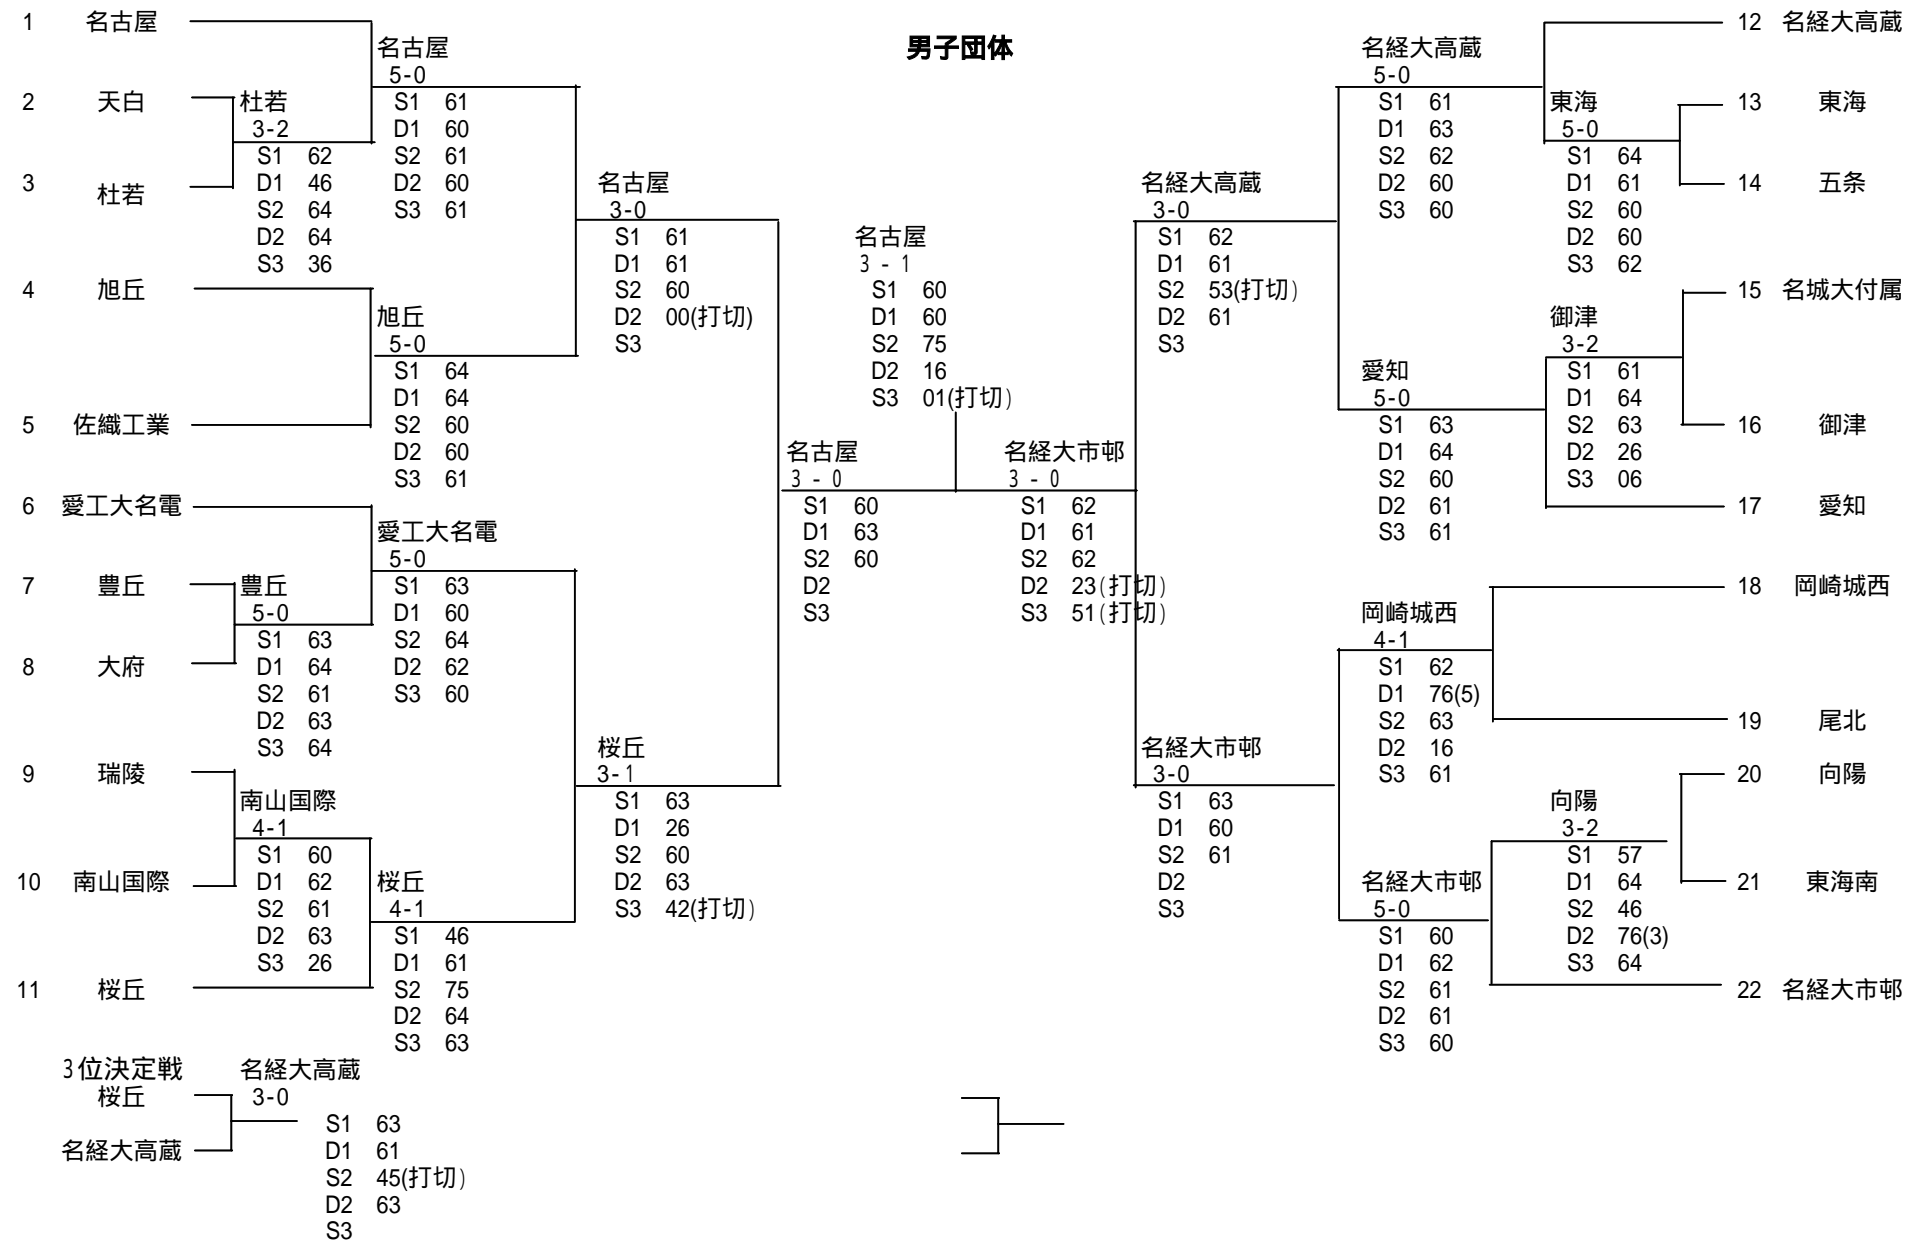 男子団体
1 名古屋
2 天白
3 杜若
4 旭丘
5 佐織工業
6 愛工大名電
7 豊丘
8 大府
9 瑞陵
10 南山国際
11 桜丘
杜若
3-2
S1 62
D1 46
S2 64
D2 64
S3 36
豊丘
5-0
S1 63
D1 64
S2 61
D2 63
S3 64
南山国際
4-1
S1 60
D1 62
S2 61
D2 63
S3 26
名古屋
5-0
S1 61
D1 60
S2 61
D2 60
S3 61
旭丘
5-0
S1 64
D1 64
S2 60
D2 60
S3 61
愛工大名電
5-0
S1 63
D1 60
S2 64
D2 62
S3 60
桜丘
4-1
S1 46
D1 61
S2 75
D2 64
S3 63
名古屋
3-0
S1 61
D1 61
S2 60
D2 00(打切)
S3
桜丘
3-1
S1 63
D1 26
S2 60
D2 63
S3 42(打切)
名古屋
3-0
S1 60
D1 63
S2 60
D2
S3
名古屋
3-1
S1 60
D1 60
S2 75
D2 16
S3 01(打切)
名経大市邨
3-0
S1 62
D1 61
S2 62
D2 23(打切)
S3 51(打切)
名経大高蔵
3-0
S1 62
D1 61
S2 53(打切)
D2 61
S3
名経大市邨
3-0
S1 63
D1 60
S2 61
D2
S3
名経大高蔵
5-0
S1 61
D1 63
S2 62
D2 60
S3 60
愛知
5-0
S1 63
D1 64
S2 60
D2 61
S3 61
岡崎城西
4-1
S1 62
D1 76(5)
S2 63
D2 16
S3 61
名経大市邨
5-0
S1 60
D1 62
S2 61
D2 61
S3 60
東海
5-0
S1 64
D1 61
S2 60
D2 60
S3 62
御津
3-2
S1 61
D1 64
S2 63
D2 26
S3 06
向陽
3-2
S1 57
D1 64
S2 46
D2 76(3)
S3 64
12 名経大高蔵
13 東海
14 五条
15 名城大付属
16 御津
17 愛知
18 岡崎城西
19 尾北
20 向陽
21 東海南
22 名経大市邨
3位決定戦
桜丘
名経大高蔵
名経大高蔵
3-0
S1 63
D1 61
S2 45(打切)
D2 63
S3